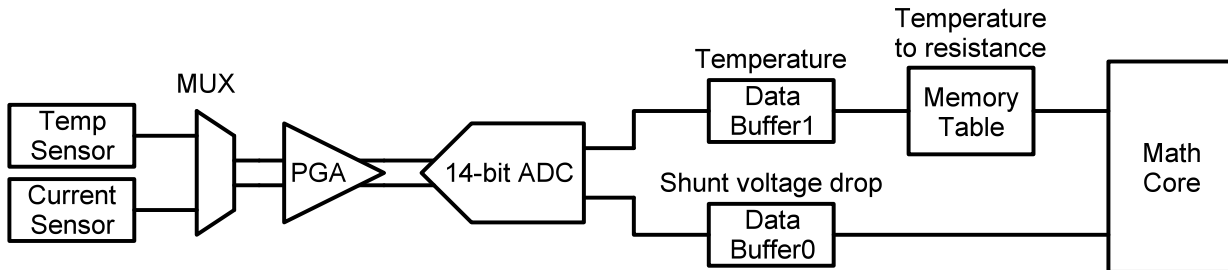 MUX
Temp
Sensor
Current
Sensor
PGA
14-bit ADC
Temperature
Data
Buffer1
Shunt voltage drop
Data
Buffer0
Temperature
to resistance
Memory
Table
Math
Core